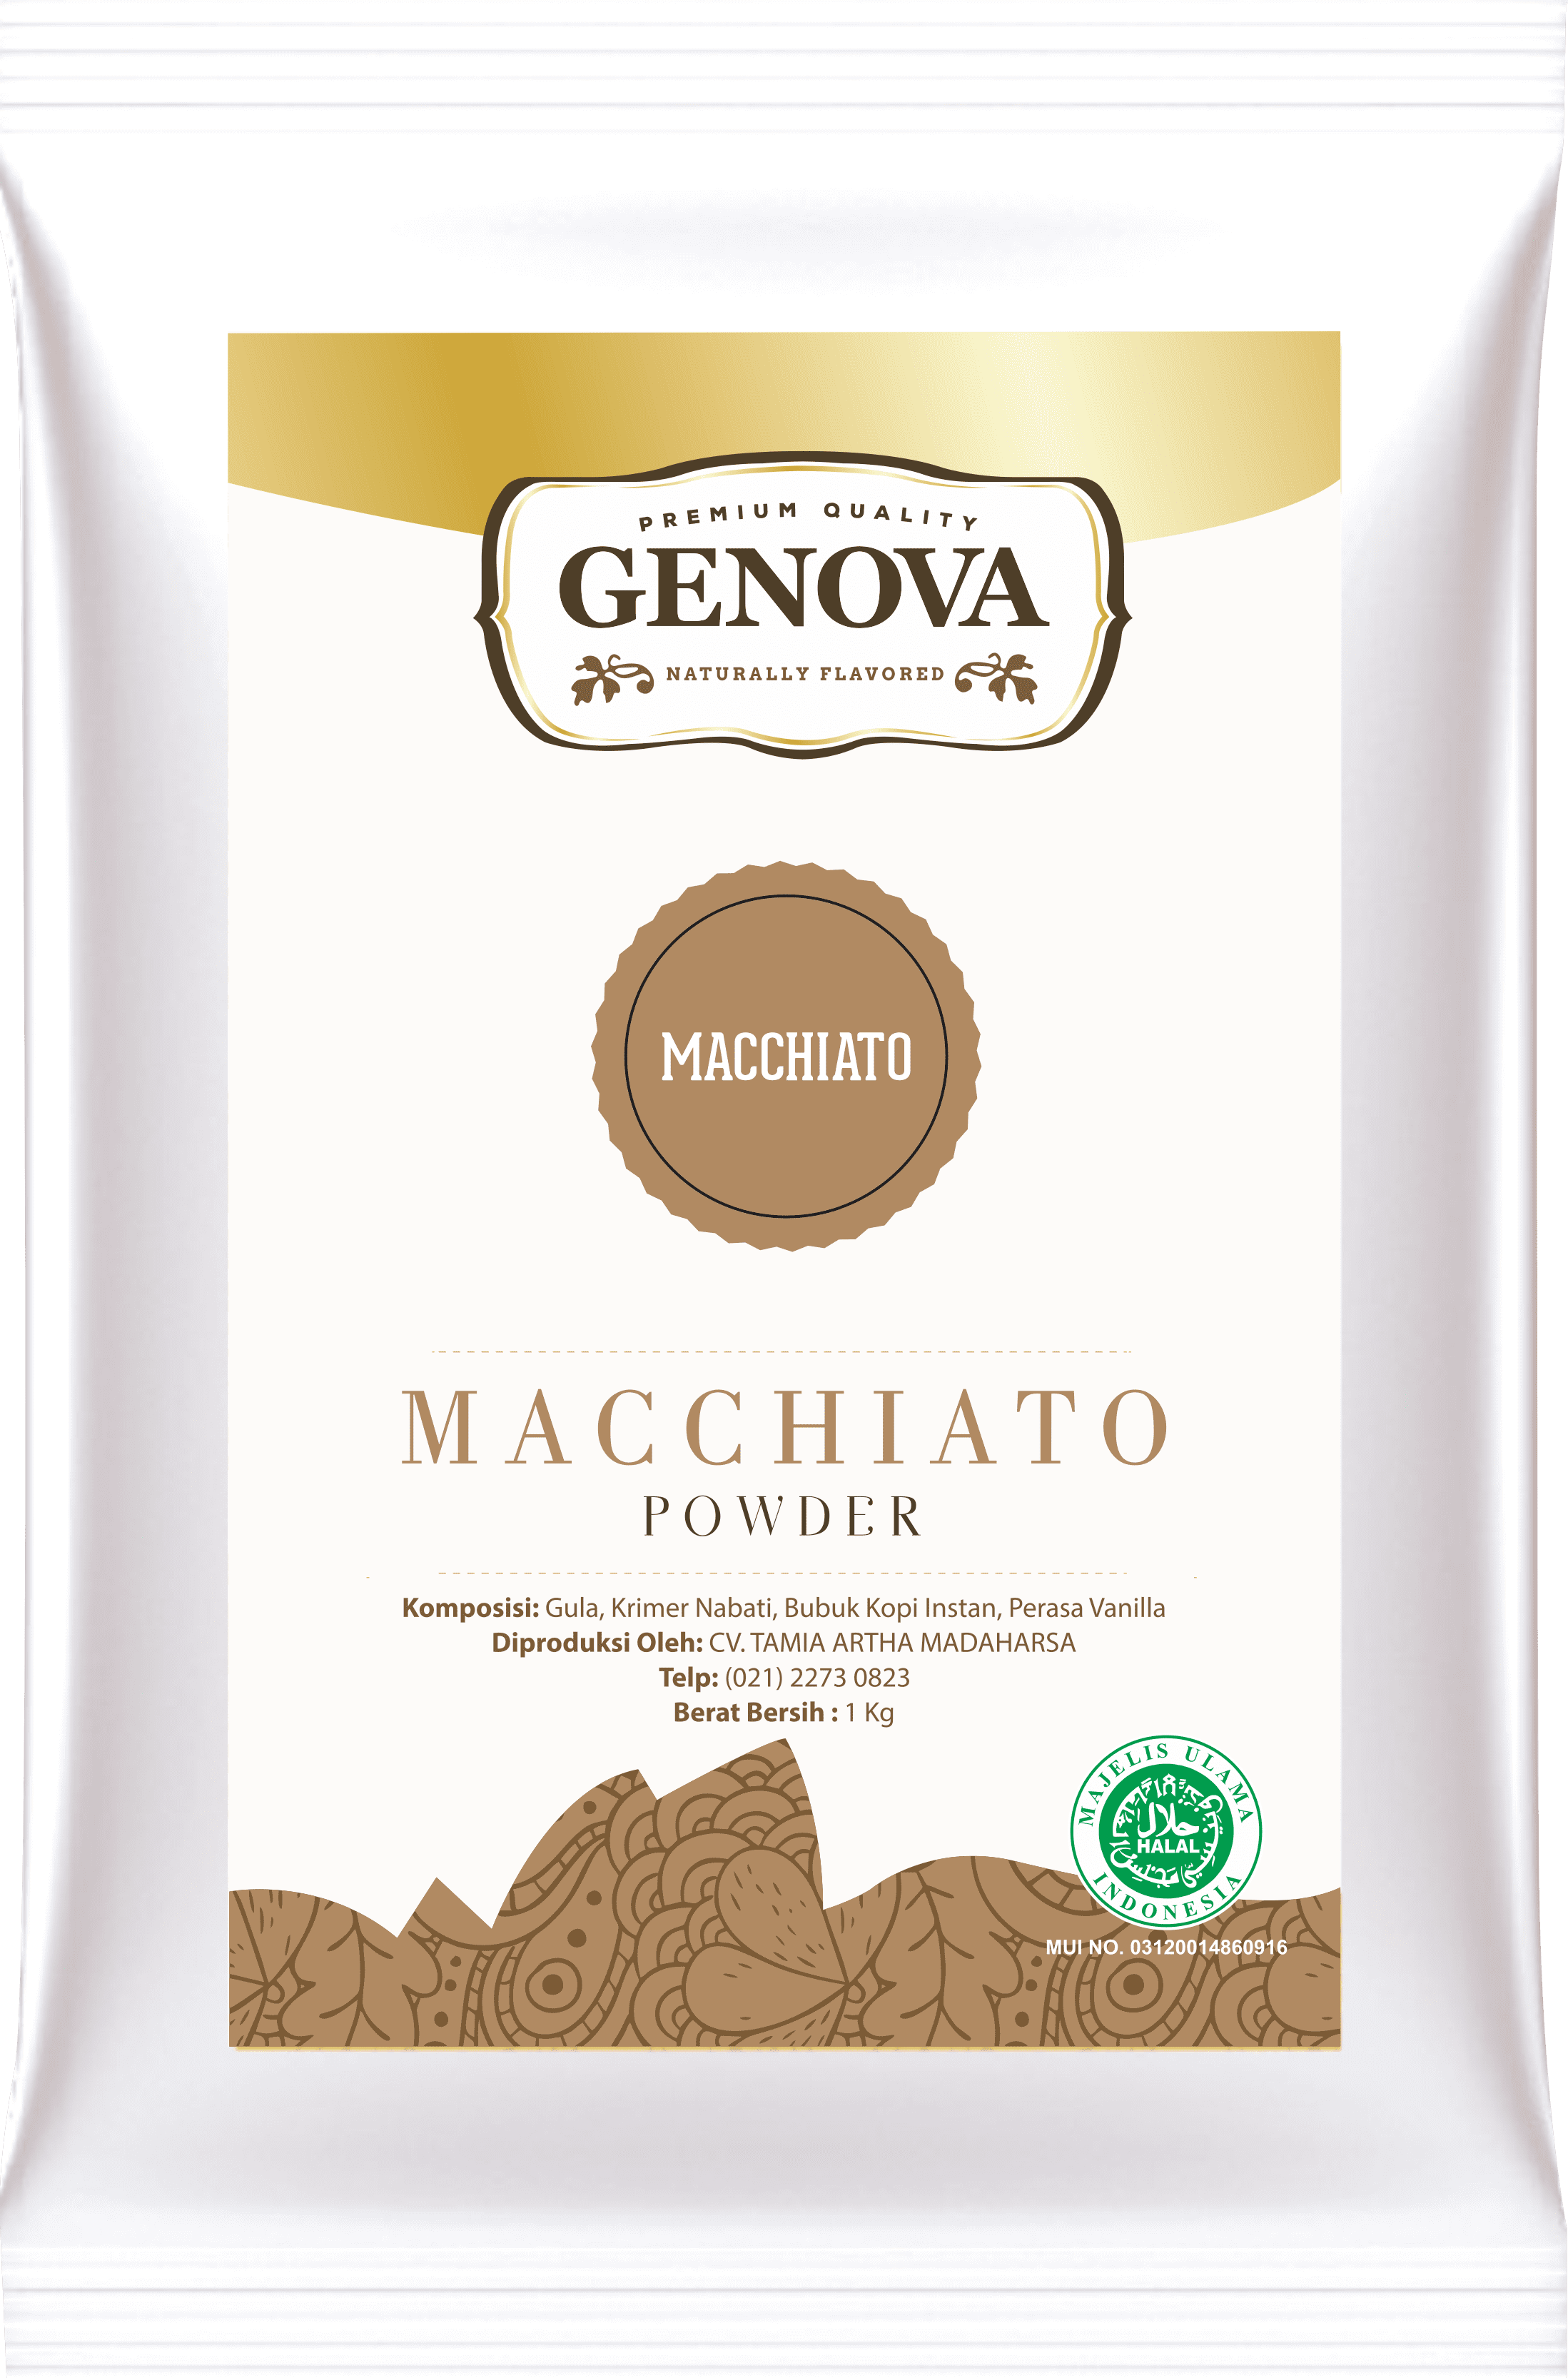 PREMIUM QUALITY
GENOVA
NATURALLY FLAVORED
MACCHIATO
MACCHIATO
POWDER
Komposisi: Gula, Krimer Nabati, Bubuk Kopi Instan, Perasa Vanilla
Diproduksi Oleh: CV. TAMIA ARTHA MADAHARSA
Telp: (021) 2273 0823
Berat Bersih : 1 Kg
MAJELIS ULAMA
حلال
HALAL
INDONESIA
MUI NO. 03120014860916